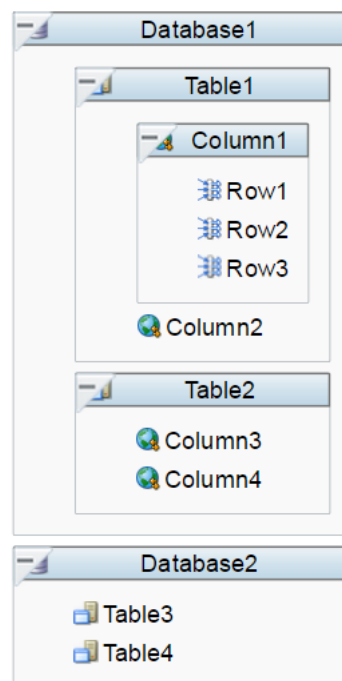 Database1
Table1
Column1
Row1
Row2
Row3
Column2
Table2
Column3
Column4
Database2
Table3
Table4